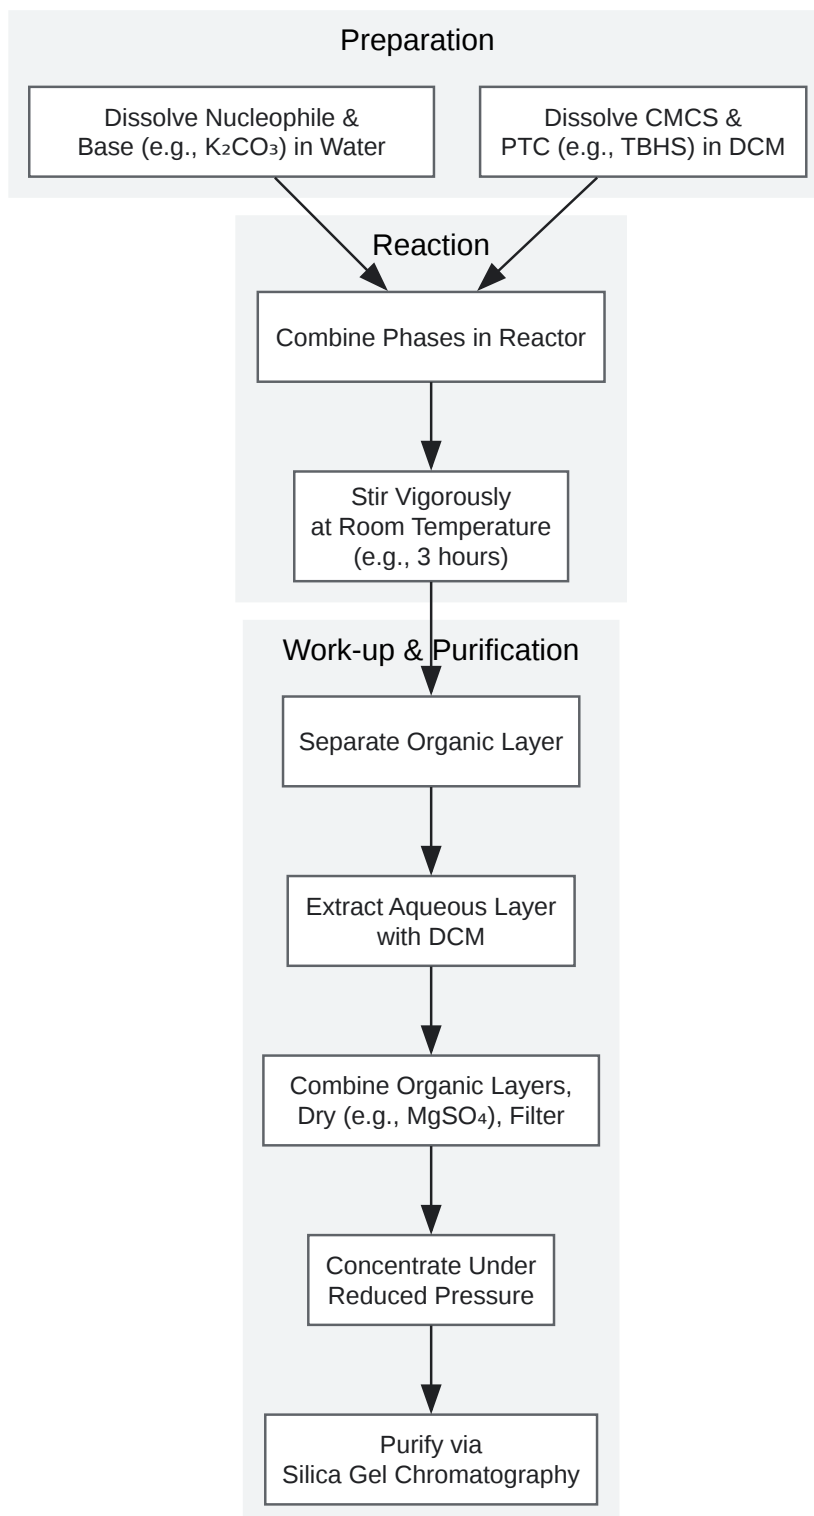 Preparation
Dissolve Nucleophile &
Base (e.g., K₂CO₃) in Water
Dissolve CMCS &
PTC (e.g., TBHS) in DCM
Reaction
Combine Phases in Reactor
Stir Vigorously
at Room Temperature
(e.g., 3 hours)
Work-up & Purification
Separate Organic Layer
Extract Aqueous Layer
with DCM
Combine Organic Layers,
Dry (e.g., MgSO₄), Filter
Concentrate Under
Reduced Pressure
Purify via
Silica Gel Chromatography